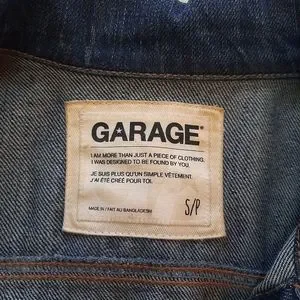 GARAGE®
I AM MORE THAN JUST A PIECE OF CLOTHING.
I WAS DESIGNED TO BE FOUND BY YOU.
JE SUIS PLUS QU'UN SIMPLE VÊTEMENT.
J'AI ÉTÉ CRÉÉ POUR TOI.
MADE IN / FAIT AU BANGLADESH
S/P